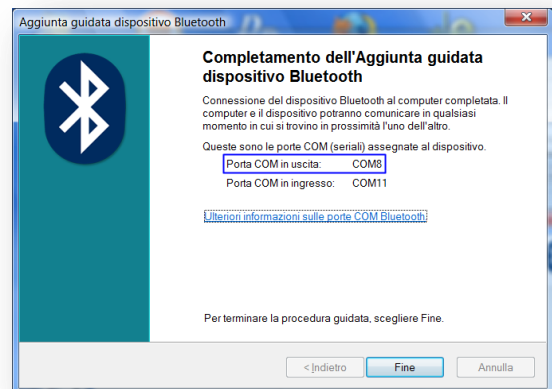 Aggiunta guidata dispositivo Bluetooth
Completamento dell'Aggiunta guidata
dispositivo Bluetooth
Connessione del dispositivo Bluetooth al computer completata. Il
computer e il dispositivo potranno comunicare in qualsiasi
momento in cui si trovino in prossimità l'uno dell'altro.
Queste sono le porte COM (seriali) assegnate al dispositivo.
Porta COM in uscita: COM8
Porta COM in ingresso: COM11
Ulteriori informazioni sulle porte COM Bluetooth
Per terminare la procedura guidata, scegliere Fine.
< Indietro Fine Annulla